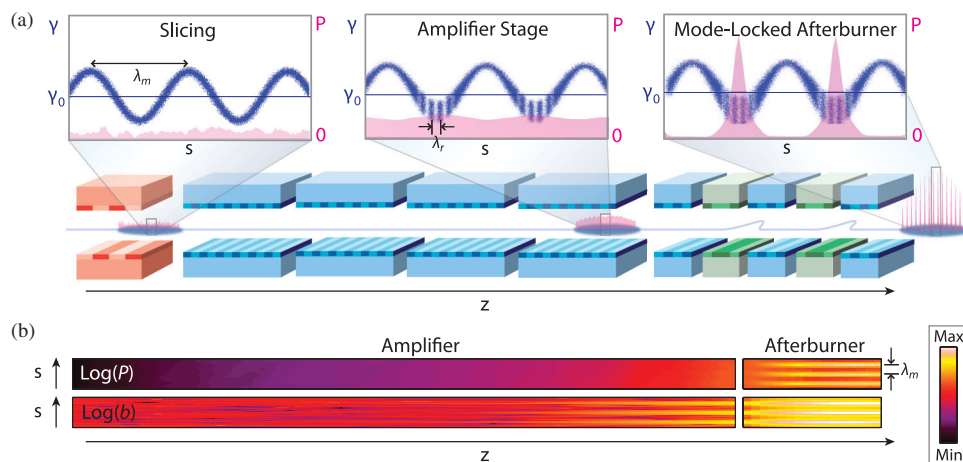 (a)
γ Slicing P
λm
γ0
0
s
γ Amplifier Stage P
γ0
λr
0
s
γ Mode-Locked Afterburner P
γ0
0
s
z
(b)
Amplifier Afterburner
s Log(P)
λm
s Log(b)
z
Max
Min